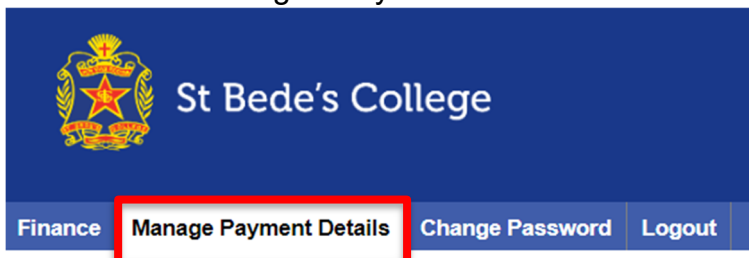 St Bede's College
Finance
Manage Payment Details
Change Password
Logout